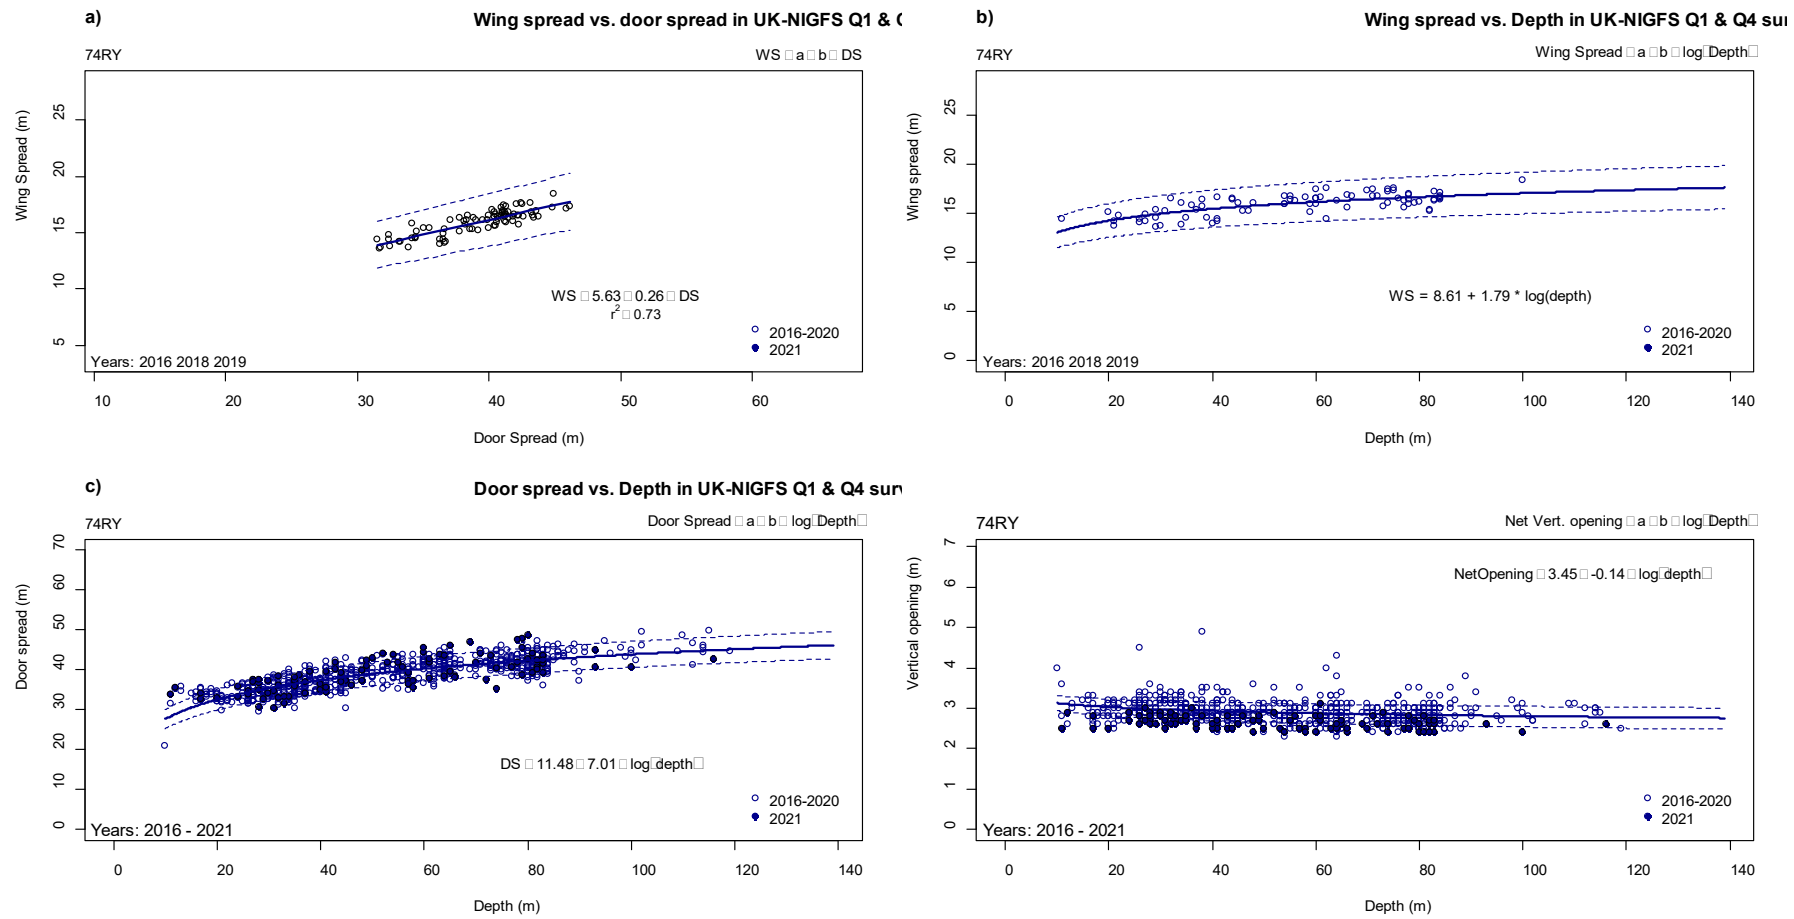 a)
Wing spread vs. door spread in UK-NIGFS Q1 &
74RY
WS □ a □ b □ DS
Wing Spread (m)
25
20
15
10
5
WS □ 5.63 □ 0.26 □ DS
r2 □ 0.73
2016-2020
2021
Years: 2016 2018 2019
10 20 30 40 50 60
Door Spread (m)
b)
Wing spread vs. Depth in UK-NIGFS Q1 & Q4
74RY
Wing Spread □ a □ b □ log□Depth□
Wing spread (m)
25
20
15
10
5
0
WS = 8.61 + 1.79 * log(depth)
2016-2020
2021
Years: 2016 2018 2019
0 20 40 60 80 100 120 140
Depth (m)
c)
Door spread vs. Depth in UK-NIGFS Q1 & Q4
74RY
Door Spread □ a □ b □ log□Depth□
Door spread (m)
70
60
50
40
30
20
10
0
DS □ 11.48 □ 7.01 □ log□depth□
2016-2020
2021
Years: 2016 - 2021
0 20 40 60 80 100 120 140
Depth (m)
74RY
Net Vert. opening □ a □ b □ log□Depth□
Vertical opening (m)
7
6
5
4
3
2
1
0
NetOpening □ 3.45 □ -0.14 □ log□depth□
2016-2020
2021
Years: 2016 - 2021
0 20 40 60 80 100 120 140
Depth (m)